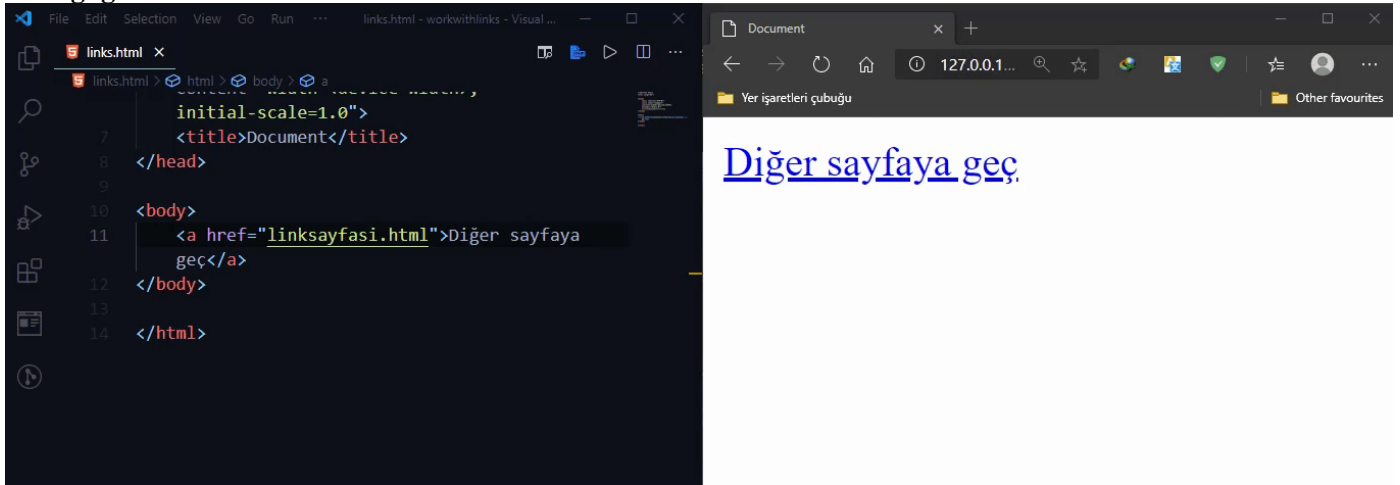 File Edit Selection View Go Run ··· links.html - workwithlinks - Visual ...
links.html
links.html > html > body > a
initial-scale=1.0">
7 <title>Document</title>
8 </head>
9
10 <body>
11 <a href="linksayfasi.html">Diğer sayfaya
geç</a>
12 </body>
13
14 </html>
Document
127.0.0.1...
Yer işaretleri çubuğu
Other favourites
Diğer sayfaya geç